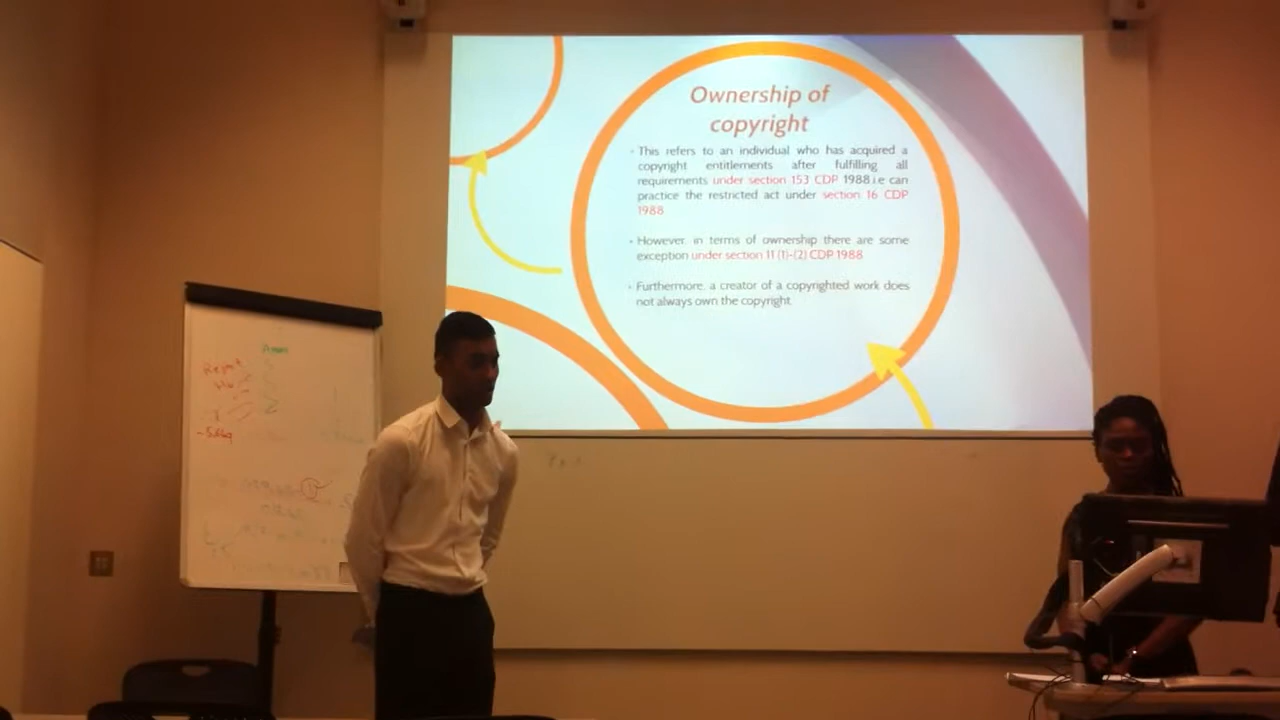 Ownership of
copyright
This refers to an individual who has acquired a
copyright entitlements after fulfilling all
requirements under section 153 CDP 1988.i.e can
practice the restricted act under section 16 CDP
1988
However, in terms of ownership there are some
exception under section 11 (1)-(2) CDP 1988
Furthermore, a creator of a copyrighted work does
not always own the copyright.